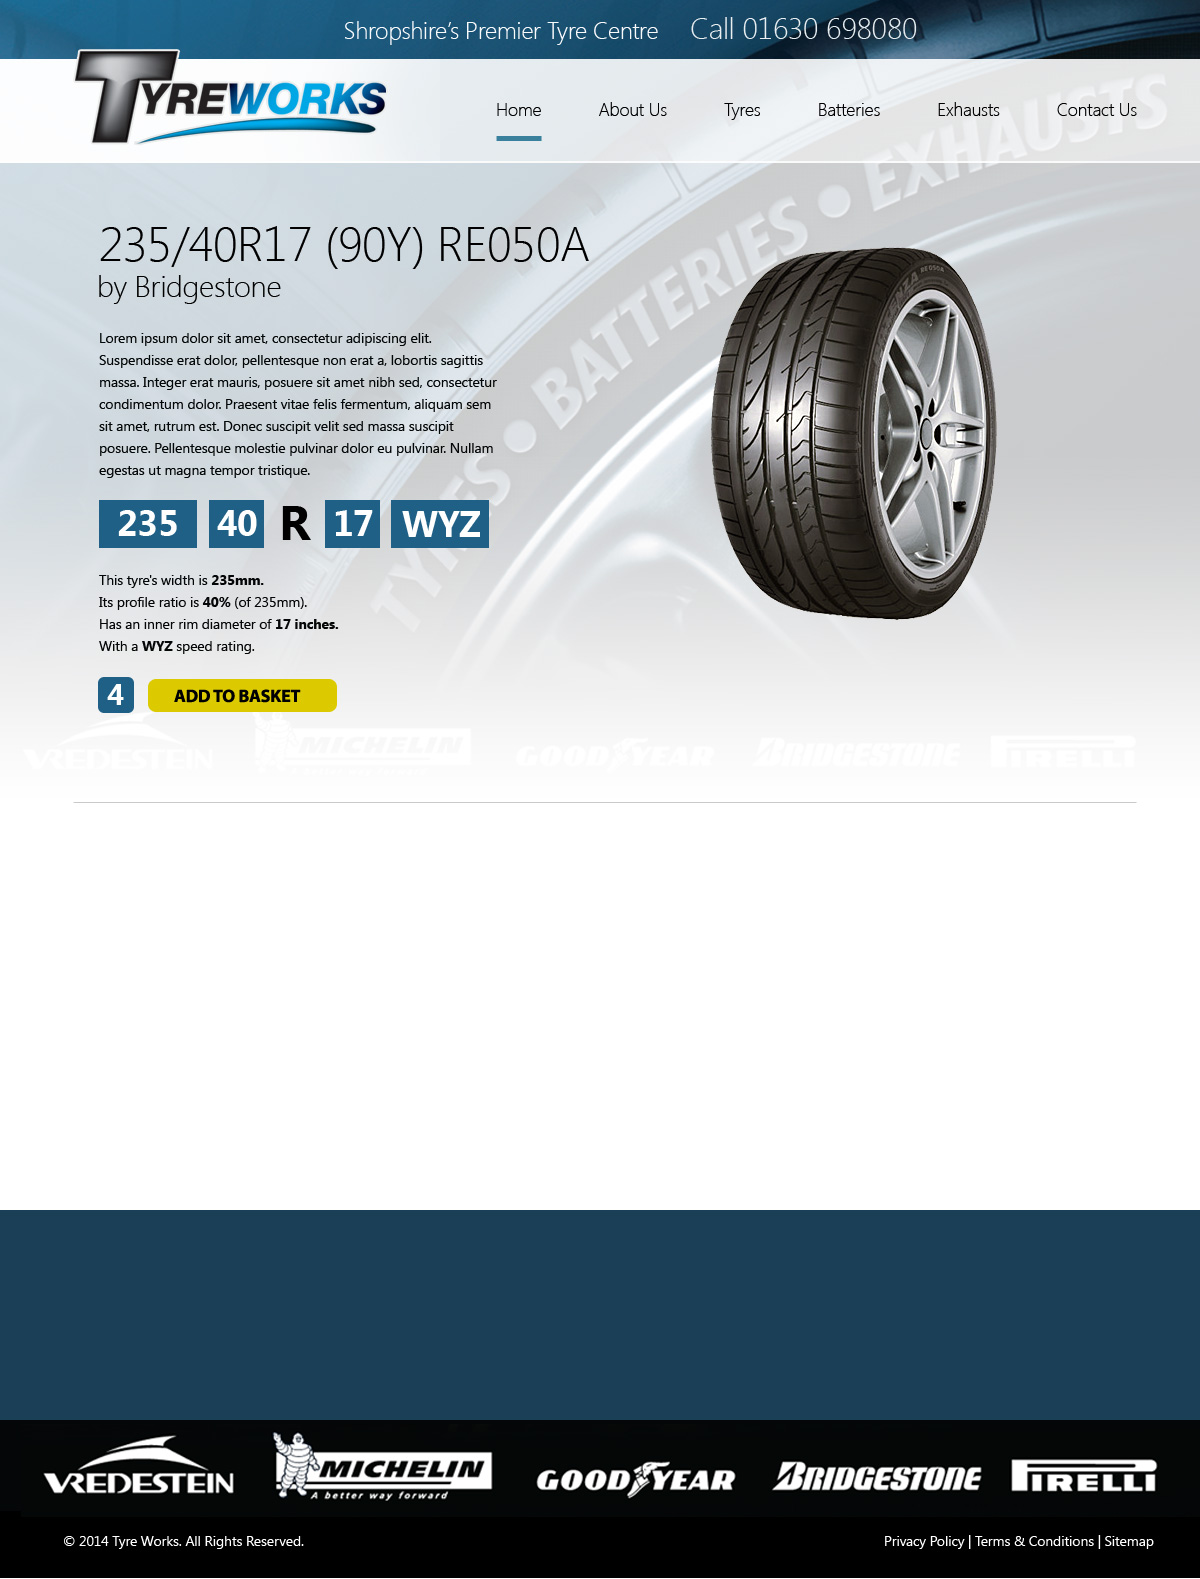 Shropshire’s Premier Tyre Centre Call 01630 698080
TYREWORKS
Home About Us Tyres Batteries Exhausts Contact Us
TYRES • BATTERIES • EXHAUSTS
235/40R17 (90Y) RE050A
by Bridgestone
RE050A
Lorem ipsum dolor sit amet, consectetur adipiscing elit.
Suspendisse erat dolor, pellentesque non erat a, lobortis sagittis
massa. Integer erat mauris, posuere sit amet nibh sed, consectetur
condimentum dolor. Praesent vitae felis fermentum, aliquam sem
sit amet, rutrum est. Donec suscipit velit sed massa suscipit
posuere. Pellentesque molestie pulvinar dolor eu pulvinar. Nullam
egestas ut magna tempor tristique.
235 40 R 17 WYZ
This tyre's width is 235mm.
Its profile ratio is 40% (of 235mm).
Has an inner rim diameter of 17 inches.
With a WYZ speed rating.
4 ADD TO BASKET
VREDESTEIN MICHELIN GOODYEAR BRIDGESTONE PIRELLI
A better way forward
VREDESTEIN MICHELIN GOODYEAR BRIDGESTONE PIRELLI
A better way forward
© 2014 Tyre Works. All Rights Reserved. Privacy Policy | Terms & Conditions | Sitemap